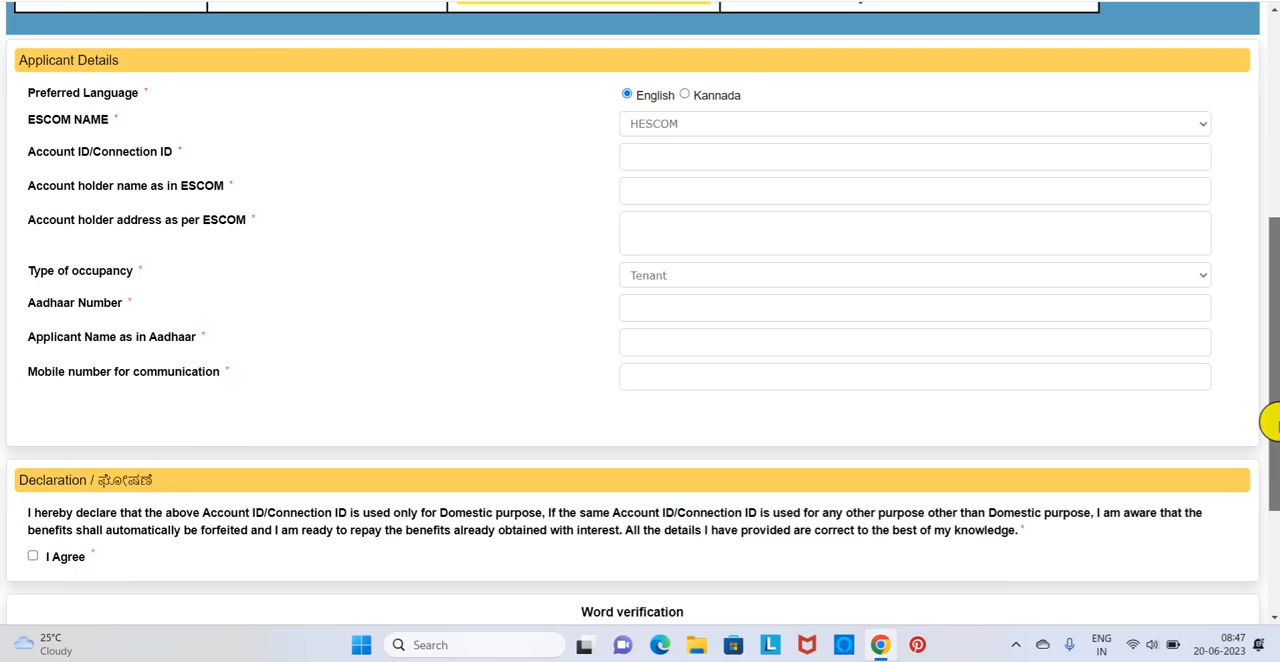 Applicant Details
Preferred Language *
English Kannada
ESCOM NAME *
HESCOM
Account ID/Connection ID *
Account holder name as in ESCOM *
Account holder address as per ESCOM *
Type of occupancy *
Tenant
Aadhaar Number *
Applicant Name as in Aadhaar *
Mobile number for communication *
Declaration / ಘೋಷಣೆ
I hereby declare that the above Account ID/Connection ID is used only for Domestic purpose, If the same Account ID/Connection ID is used for any other purpose other than Domestic purpose, I am aware that the
benefits shall automatically be forfeited and I am ready to repay the benefits already obtained with interest. All the details I have provided are correct to the best of my knowledge. *
I Agree *
Word verification
25°C
Cloudy
Search
L
ENG
IN
08:47
20-06-2023